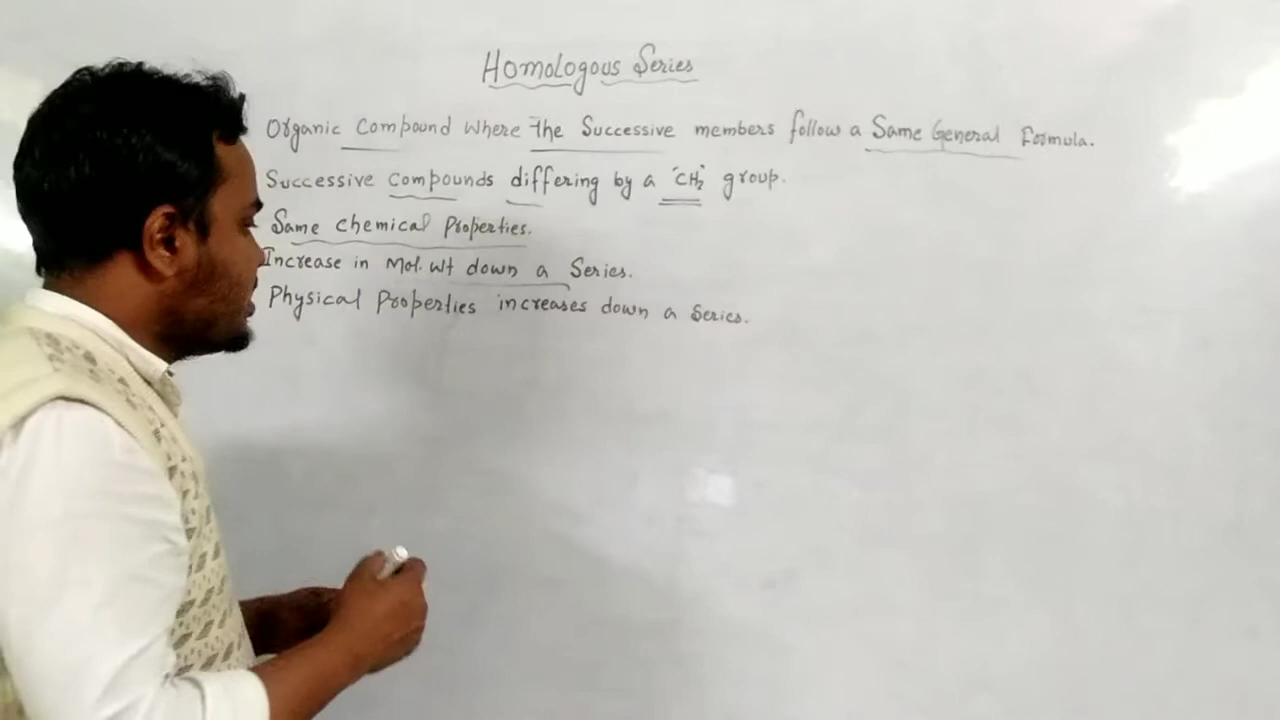 Homologous Series
Organic Compound Where the Successive members follow a Same General Formula.
Successive Compounds differing by a "CH₂" group.
Same chemical Properties.
Increase in Mol. wt down a Series.
Physical Properties increases down a Series.